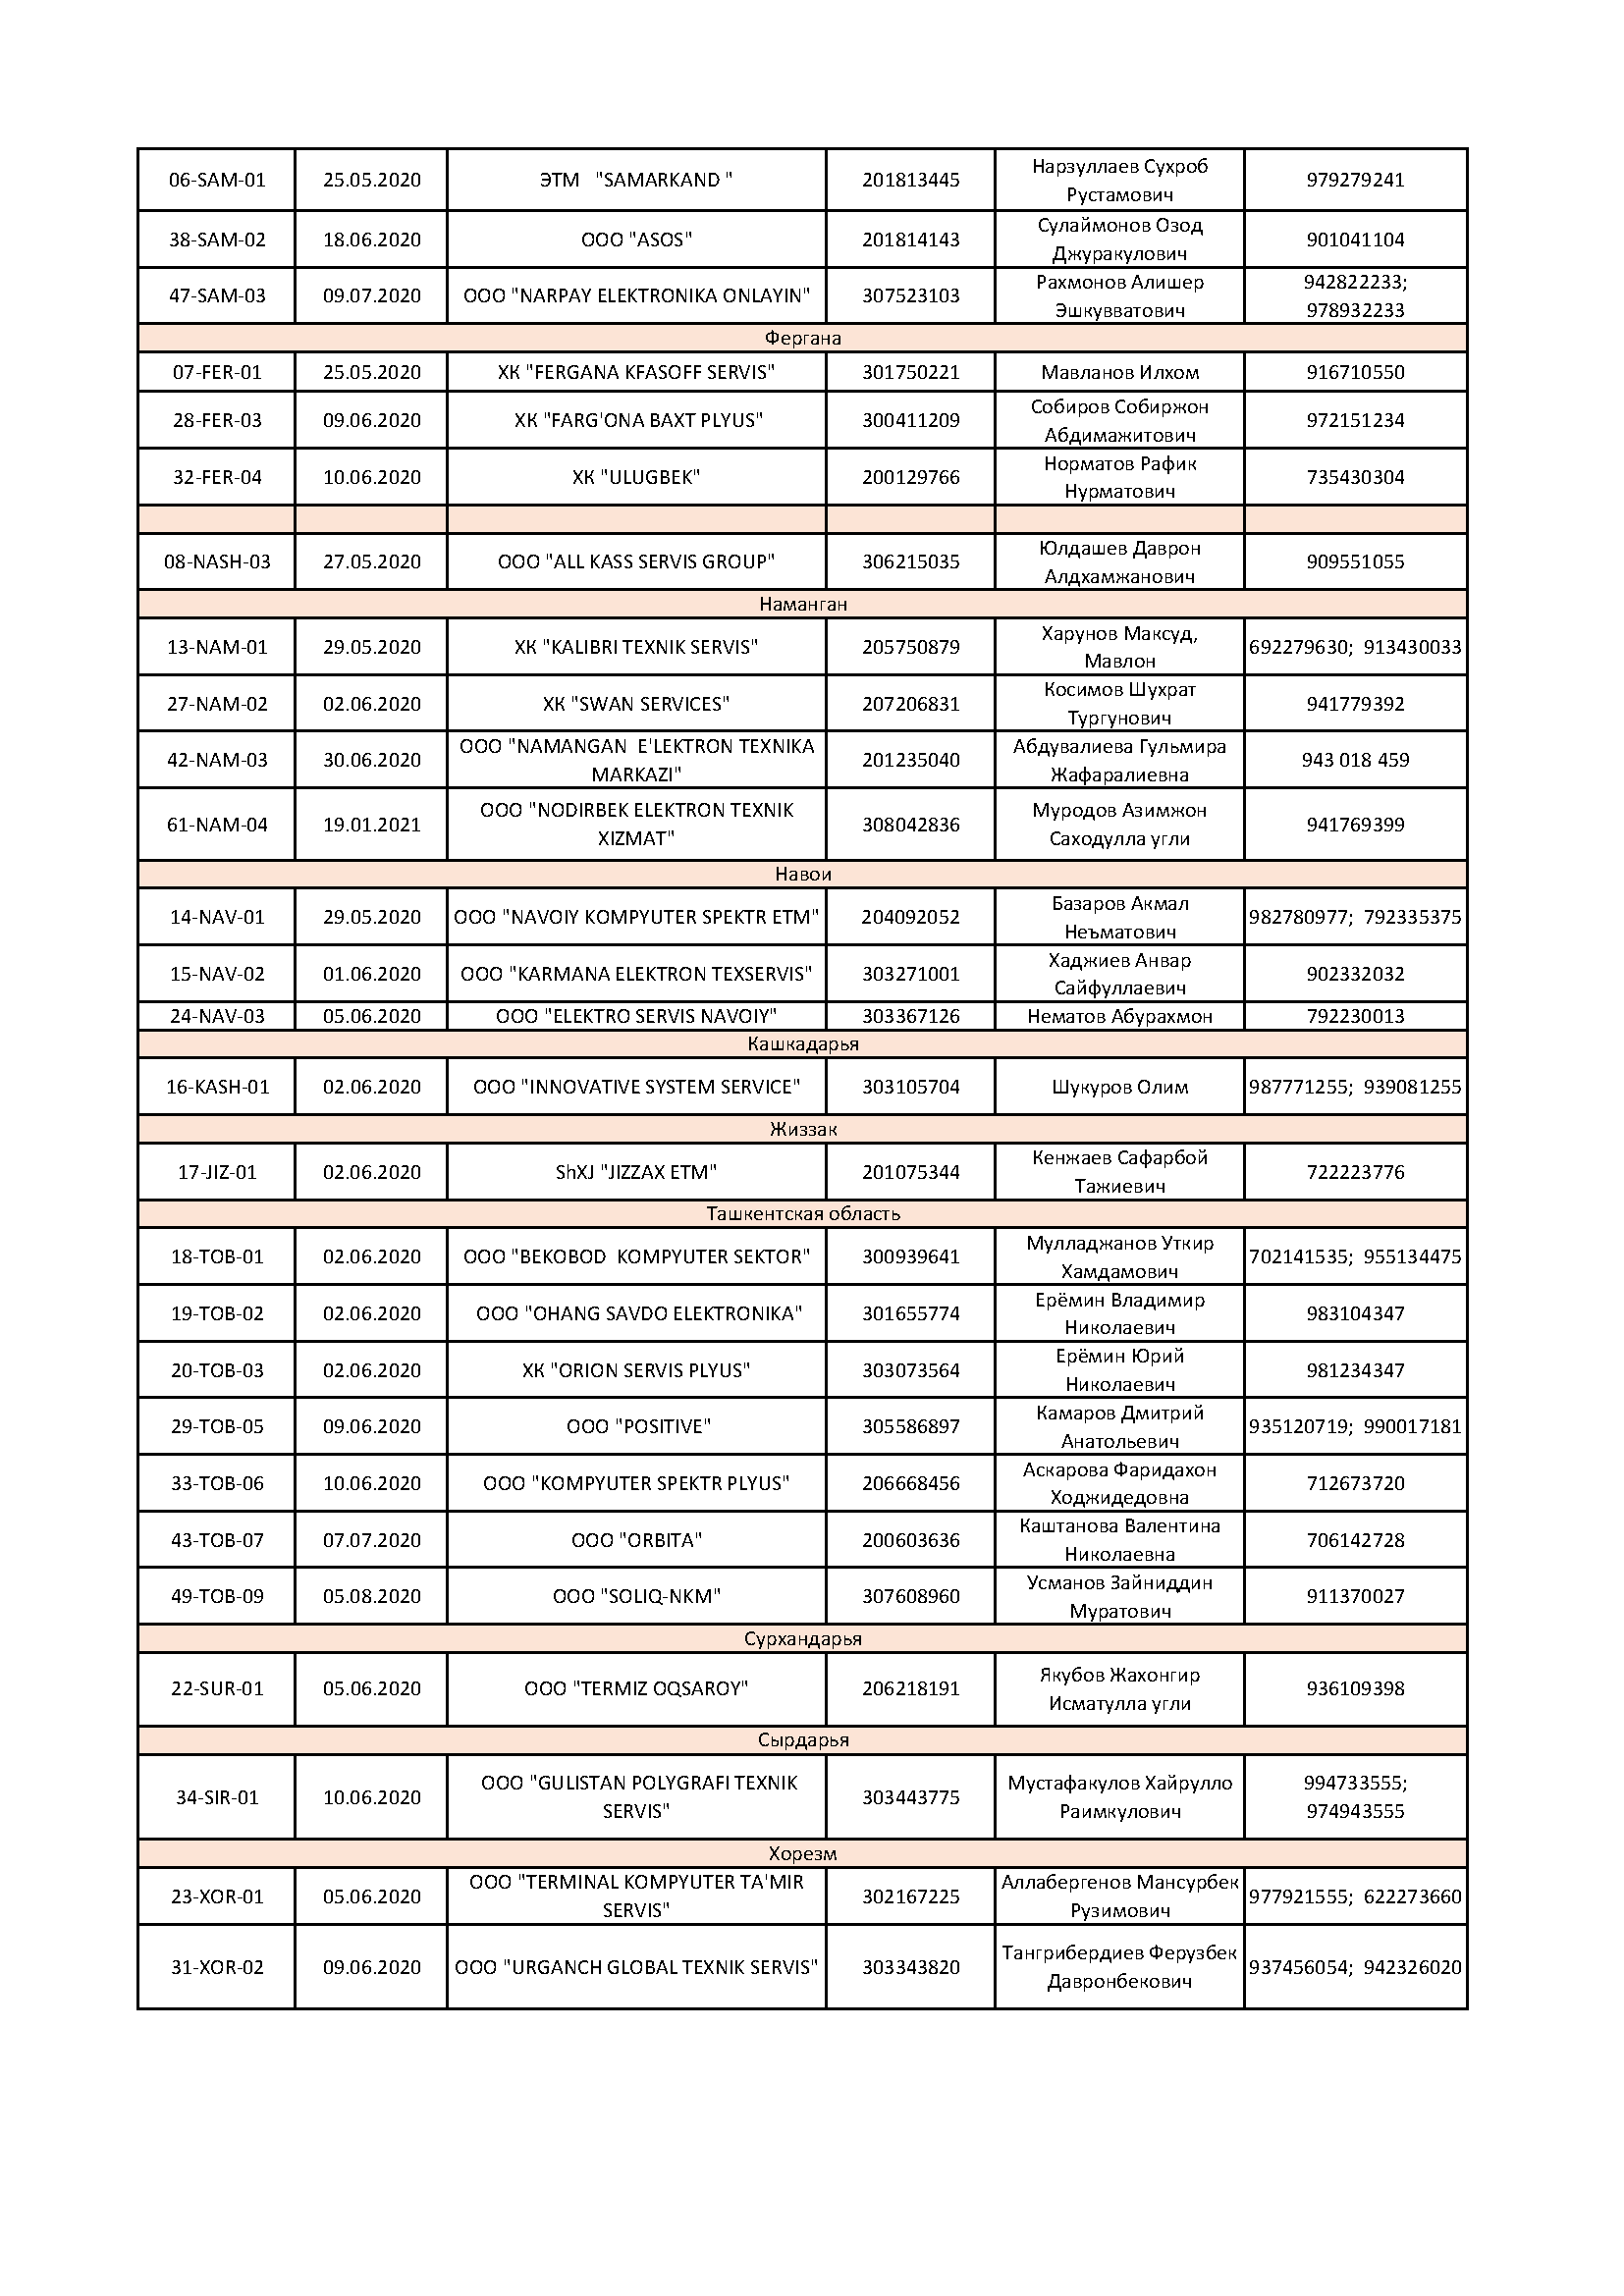 06-SAM-01 25.05.2020 ЭТМ "SAMARKAND " 201813445 Нарзуллаев Сухроб Рустамович 979279241
38-SAM-02 18.06.2020 ООО "ASOS" 201814143 Сулаймонов Озод Джуракулович 901041104
47-SAM-03 09.07.2020 ООО "NARPAY ELEKTRONIKA ONLAYIN" 307523103 Рахмонов Алишер Эшкувватович 942822233; 978932233
Фергана
07-FER-01 25.05.2020 ХК "FERGANA KFASOFF SERVIS" 301750221 Мавланов Илхом 916710550
28-FER-03 09.06.2020 ХК "FARG'ONA BAXT PLYUS" 300411209 Собиров Собиржон Абдимажитович 972151234
32-FER-04 10.06.2020 ХК "ULUGBEK" 200129766 Норматов Рафик Нурматович 735430304
08-NASH-03 27.05.2020 ООО "ALL KASS SERVIS GROUP" 306215035 Юлдашев Даврон Алдхамжанович 909551055
Наманган
13-NAM-01 29.05.2020 ХК "KALIBRI TEXNIK SERVIS" 205750879 Харунов Максуд, Мавлон 692279630; 913430033
27-NAM-02 02.06.2020 ХК "SWAN SERVICES" 207206831 Косимов Шухрат Тургунович 941779392
42-NAM-03 30.06.2020 ООО "NAMANGAN E'LEKTRON TEXNIKA MARKAZI" 201235040 Абдувалиева Гульмира Жафаралиевна 943 018 459
61-NAM-04 19.01.2021 ООО "NODIRBEK ELEKTRON TEXNIK XIZMAT" 308042836 Муродов Азимжон Саходулла угли 941769399
Навои
14-NAV-01 29.05.2020 ООО "NAVOIY KOMPYUTER SPEKTR ETM" 204092052 Базаров Акмал Неъматович 982780977; 792335375
15-NAV-02 01.06.2020 ООО "KARMANA ELEKTRON TEXSERVIS" 303271001 Хаджиев Анвар Сайфуллаевич 902332032
24-NAV-03 05.06.2020 ООО "ELEKTRO SERVIS NAVOIY" 303367126 Нематов Абурахмон 792230013
Кашкадарья
16-KASH-01 02.06.2020 ООО "INNOVATIVE SYSTEM SERVICE" 303105704 Шукуров Олим 987771255; 939081255
Жиззак
17-JIZ-01 02.06.2020 ShXJ "JIZZAX ETM" 201075344 Кенжаев Сафарбой Тажиевич 722223776
Ташкентская область
18-TOB-01 02.06.2020 ООО "BEKOBOD KOMPYUTER SEKTOR" 300939641 Мулладжанов Уткир Хамдамович 702141535; 955134475
19-TOB-02 02.06.2020 ООО "OHANG SAVDO ELEKTRONIKA" 301655774 Ерёмин Владимир Николаевич 983104347
20-TOB-03 02.06.2020 ХК "ORION SERVIS PLYUS" 303073564 Ерёмин Юрий Николаевич 981234347
29-TOB-05 09.06.2020 ООО "POSITIVE" 305586897 Камаров Дмитрий Анатольевич 935120719; 990017181
33-TOB-06 10.06.2020 ООО "KOMPYUTER SPEKTR PLYUS" 206668456 Аскарова Фаридахон Ходжидедовна 712673720
43-TOB-07 07.07.2020 ООО "ORBITA" 200603636 Каштанова Валентина Николаевна 706142728
49-TOB-09 05.08.2020 ООО "SOLIQ-NKM" 307608960 Усманов Зайниддин Муратович 911370027
Сурхандарья
22-SUR-01 05.06.2020 ООО "TERMIZ OQSAROY" 206218191 Якубов Жахонгир Исматулла угли 936109398
Сырдарья
34-SIR-01 10.06.2020 ООО "GULISTAN POLYGRAFI TEXNIK SERVIS" 303443775 Мустафакулов Хайрулло Раимкулович 994733555; 974943555
Хорезм
23-XOR-01 05.06.2020 ООО "TERMINAL KOMPYUTER TA'MIR SERVIS" 302167225 Аллабергенов Мансурбек Рузимович 977921555; 622273660
31-XOR-02 09.06.2020 ООО "URGANCH GLOBAL TEXNIK SERVIS" 303343820 Тангрибердиев Ферузбек Давронбекович 937456054; 942326020